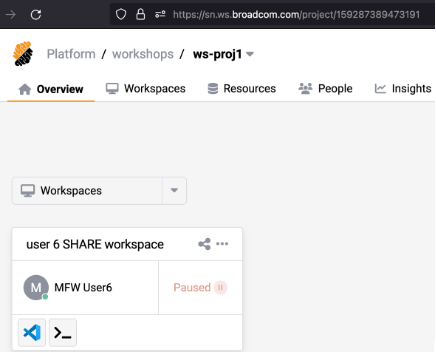 https://sn.ws.broadcom.com/project/159287389473191
Platform / workshops / ws-proj1
Overview Workspaces Resources People Insights
Workspaces
user 6 SHARE workspace
M MFW User6 Paused